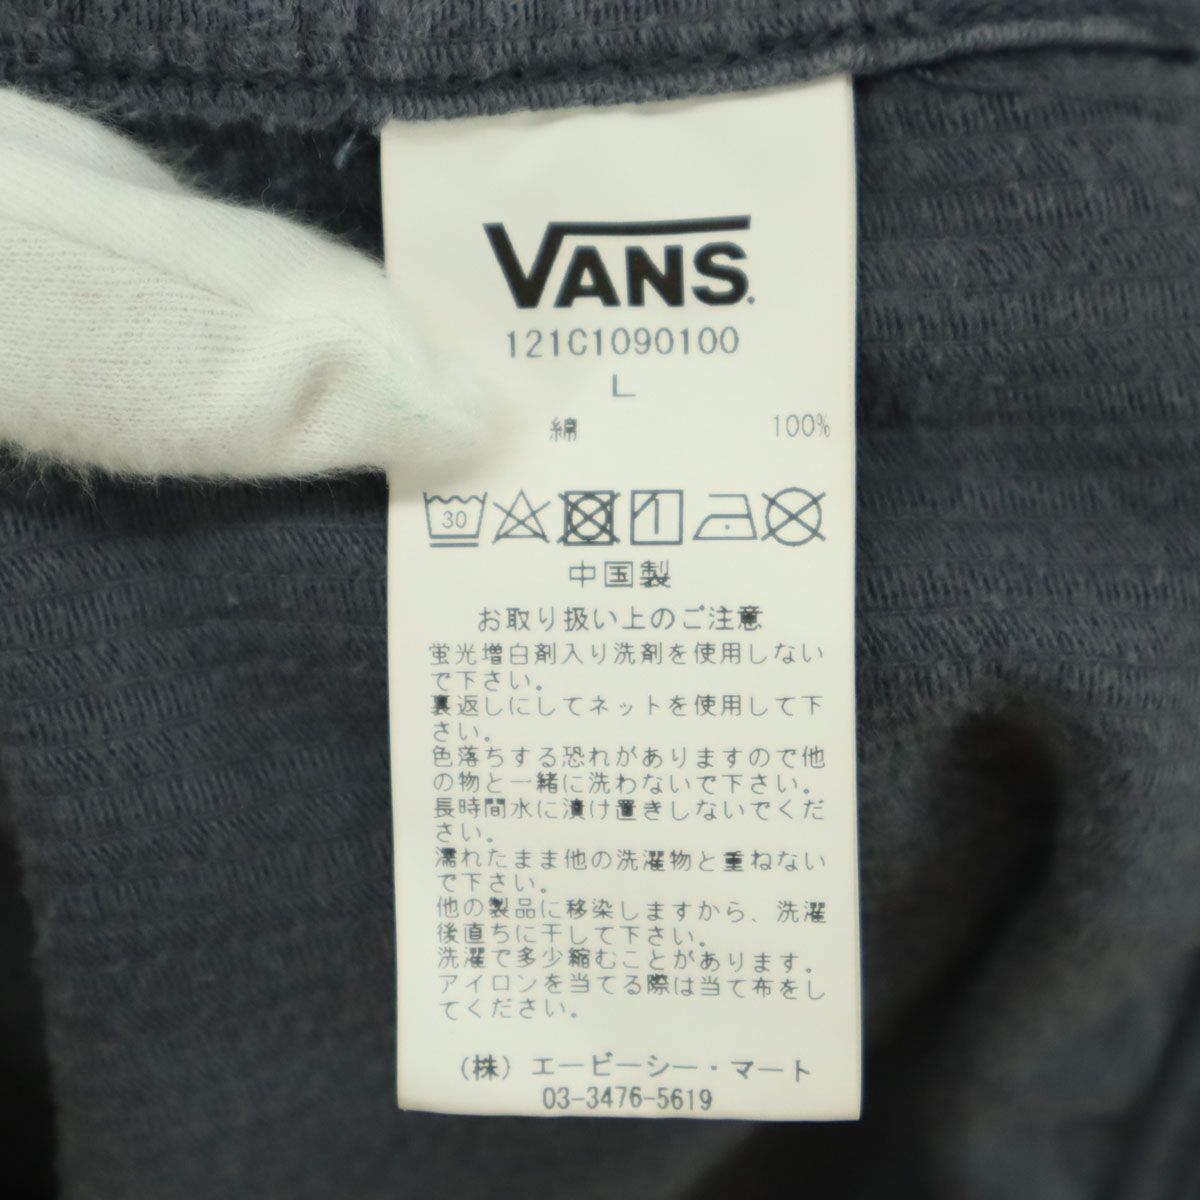 VANS
121C1090100
L
綿 100%
30
中国製
お取り扱い上のご注意
蛍光増白剤入り洗剤を使用しない
で下さい。
裏返しにしてネットを使用して下
さい。
色落ちする恐れがありますので他
の物と一緒に洗わないで下さい。
長時間水に漬け置きしないでくだ
さい。
濡れたまま他の洗濯物と重ねない
で下さい。
他の製品に移染しますから、洗濯
後直ちに干して下さい。
洗濯で多少縮むことがあります。
アイロンを当てる際は当て布をし
てください。
(株) エービーシー・マート
03-3476-5619